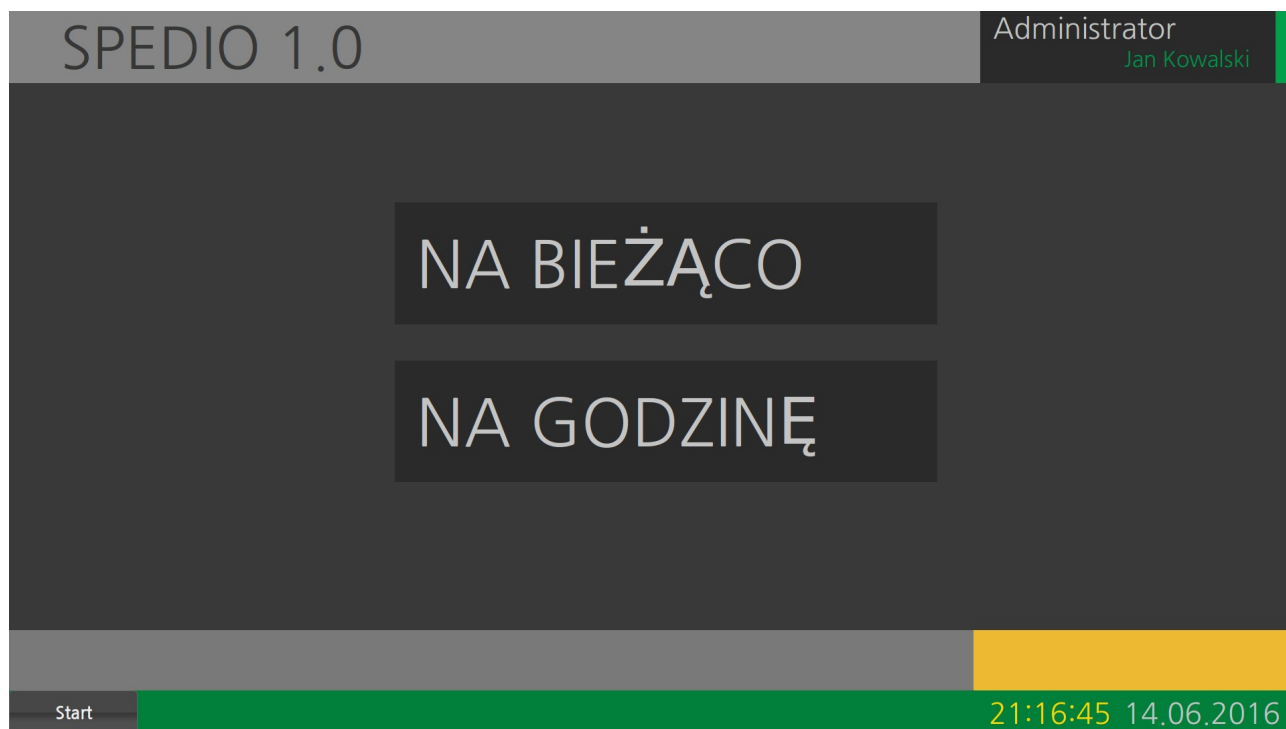 SPEDIO 1.0
Administrator
Jan Kowalski
NA BIEŻĄCO
NA GODZINĘ
Start
21:16:45 14.06.2016